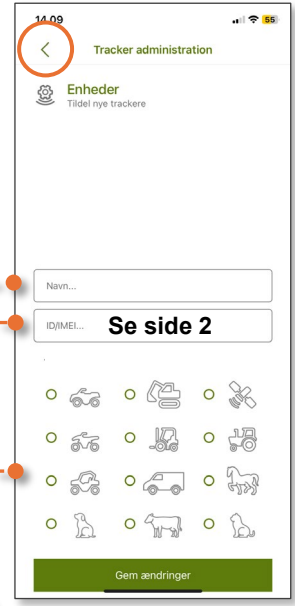 14.09
55
Tracker administration
Enheder
Tildel nye trackere
Navn...
ID/IMEI...
Se side 2
Gem ændringer